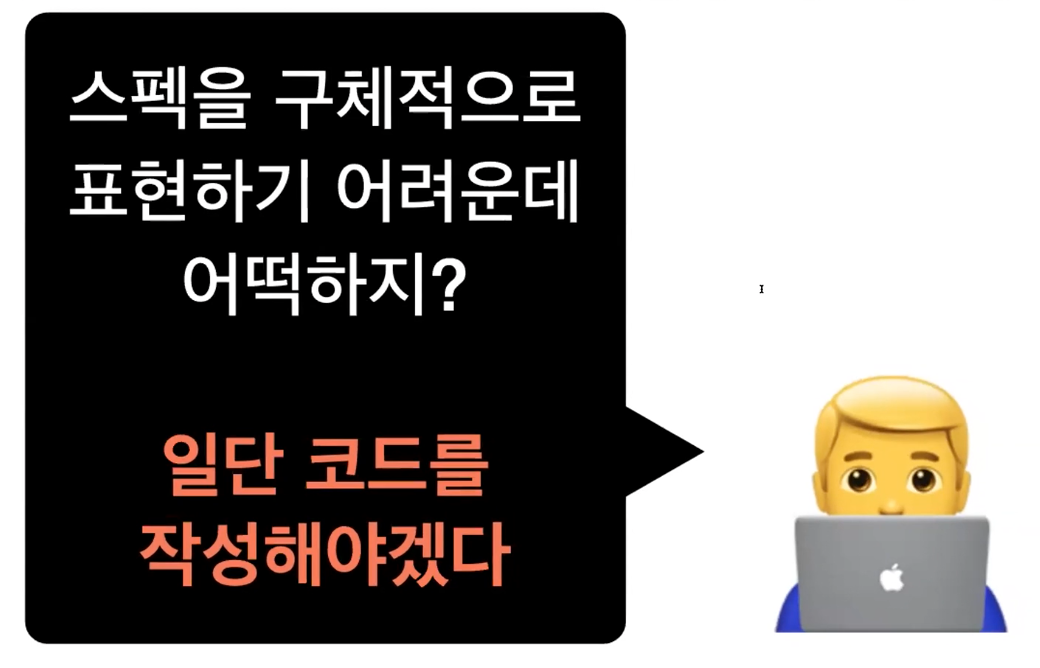 스펙을 구체적으로
표현하기 어려운데
어떡하지?
일단 코드를
작성해야겠다